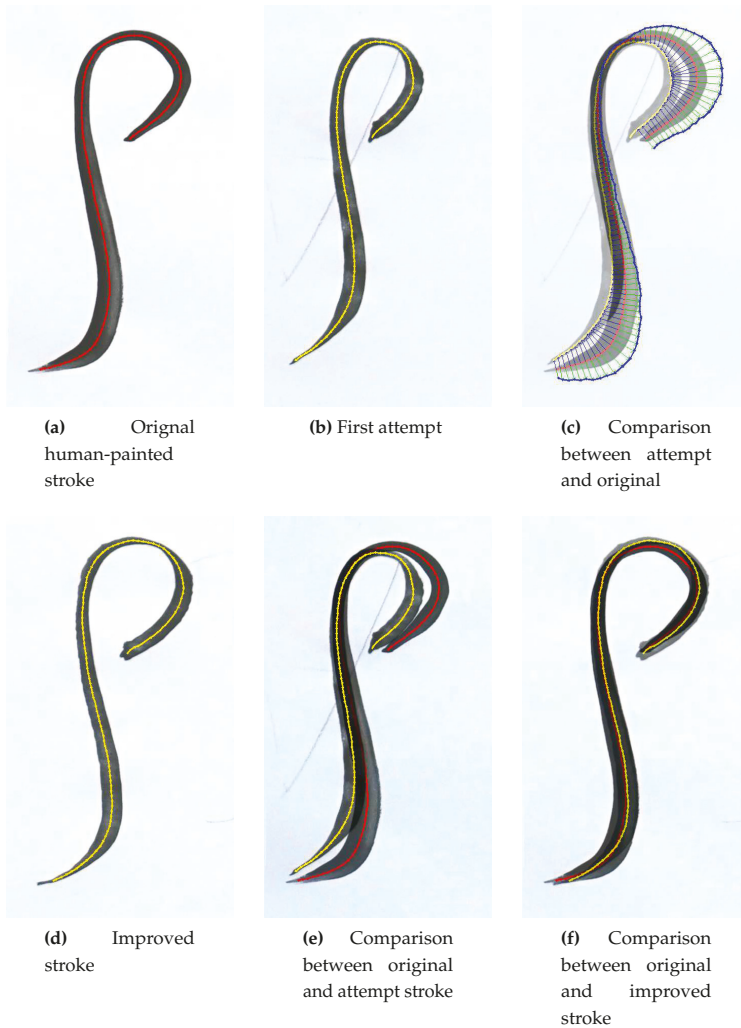 (a) Orignal
human-painted
stroke
(b) First attempt
(c) Comparison
between attempt
and original
(d) Improved
stroke
(e) Comparison
between original
and attempt stroke
(f) Comparison
between original
and improved
stroke